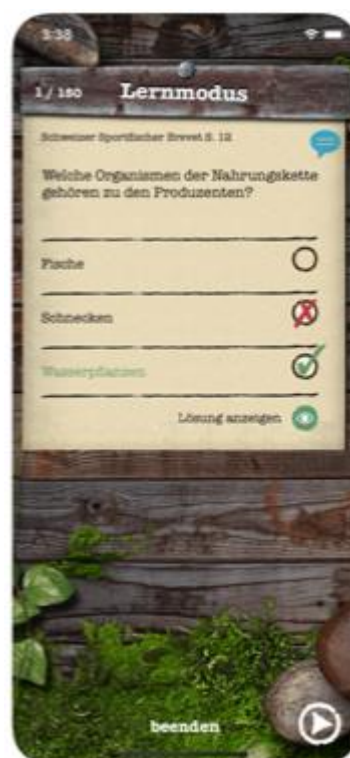 3:38
1 / 150 Lernmodus
Schweizer Sportfischer Brevet S. 12
Welche Organismen der Nahrungskette
gehören zu den Produzenten?
Fische
Schnecken
Wasserpflanzen
Lösung anzeigen
beenden